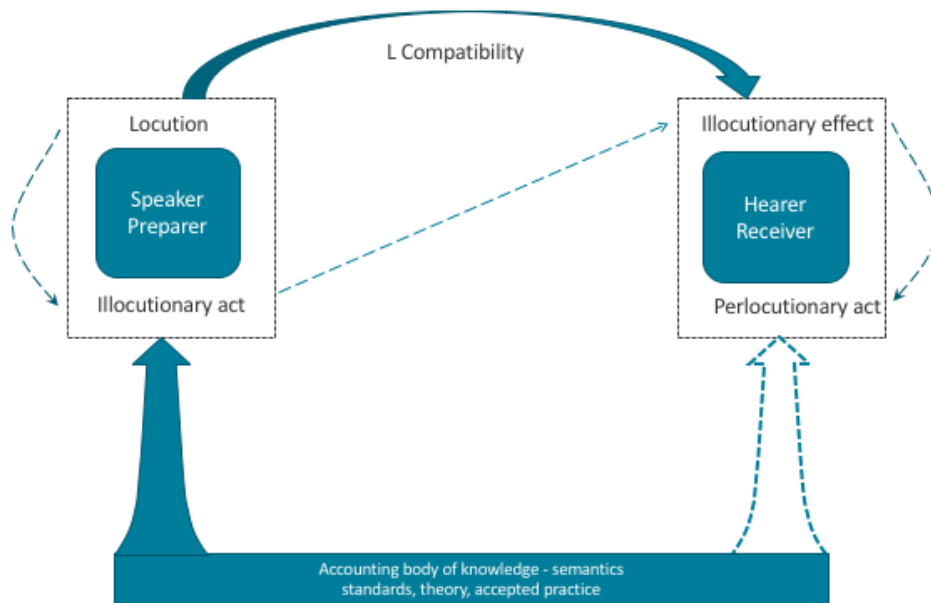 L Compatibility
Locution
Speaker
Preparer
Illocutionary act
Illocutionary effect
Hearer
Receiver
Perlocutionary act
Accounting body of knowledge - semantics
standards, theory, accepted practice